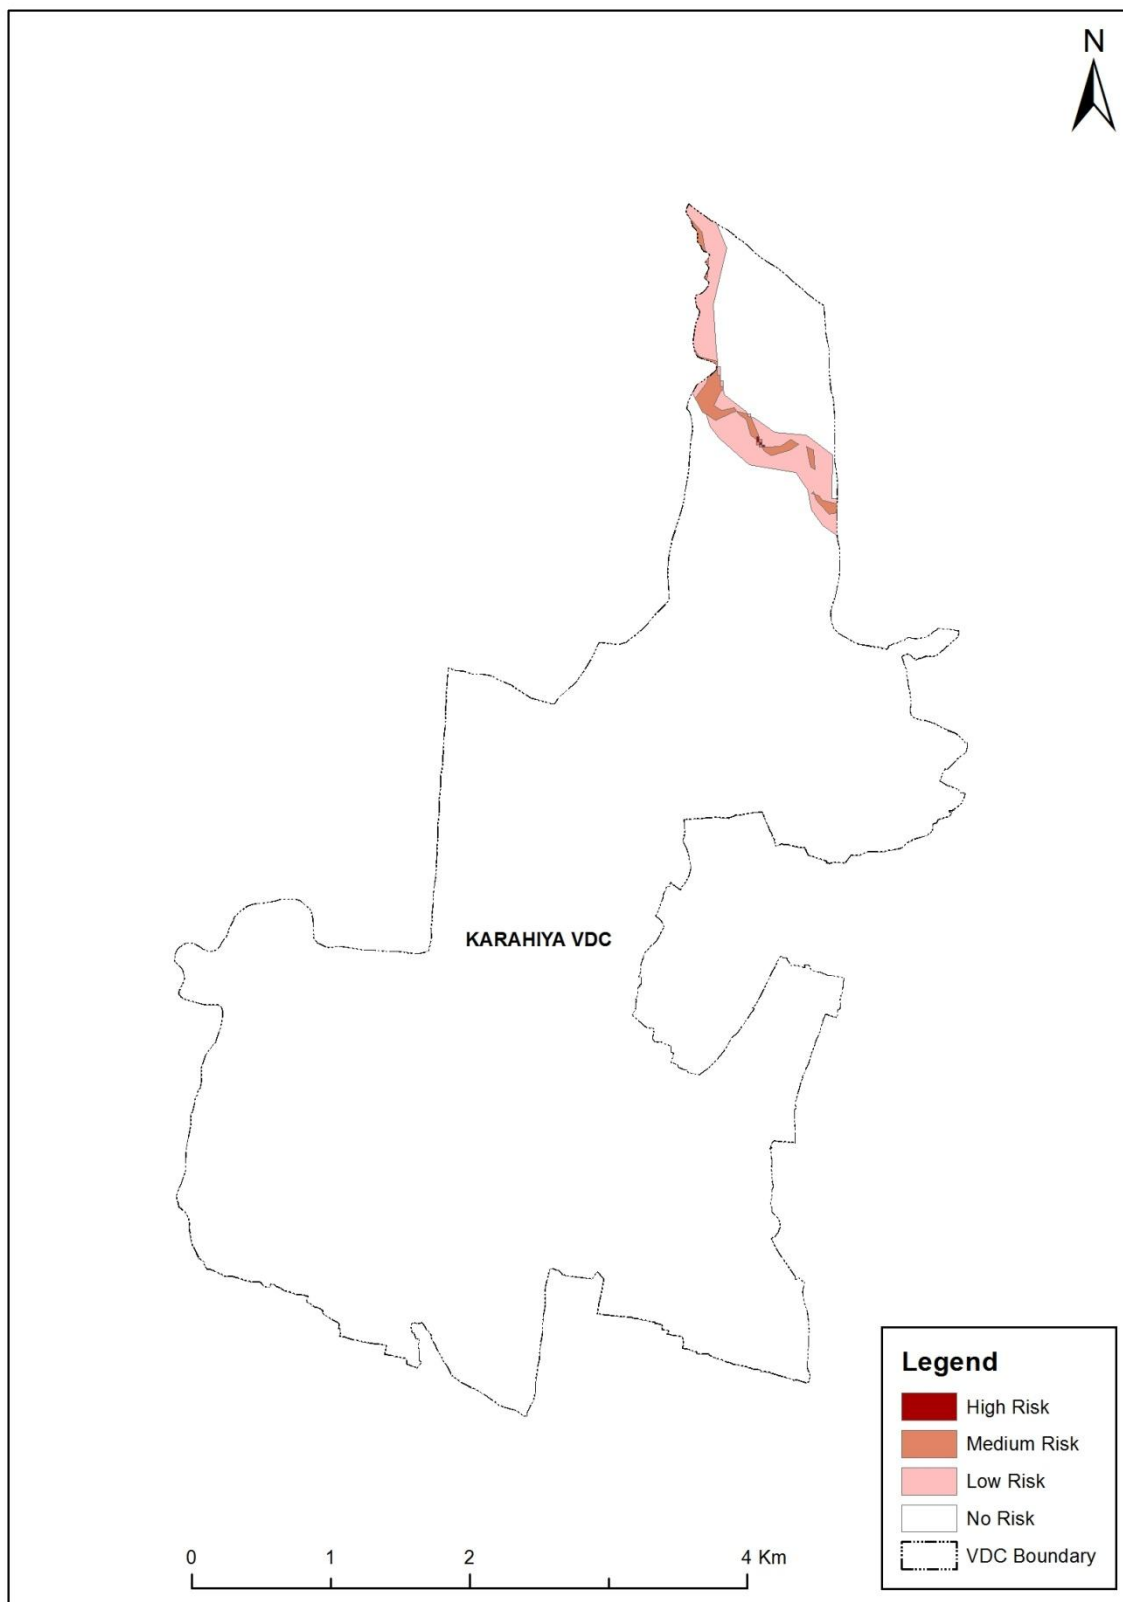 N
KARAHIYA VDC
Legend
High Risk
Medium Risk
Low Risk
No Risk
VDC Boundary
0 1 2 4 Km